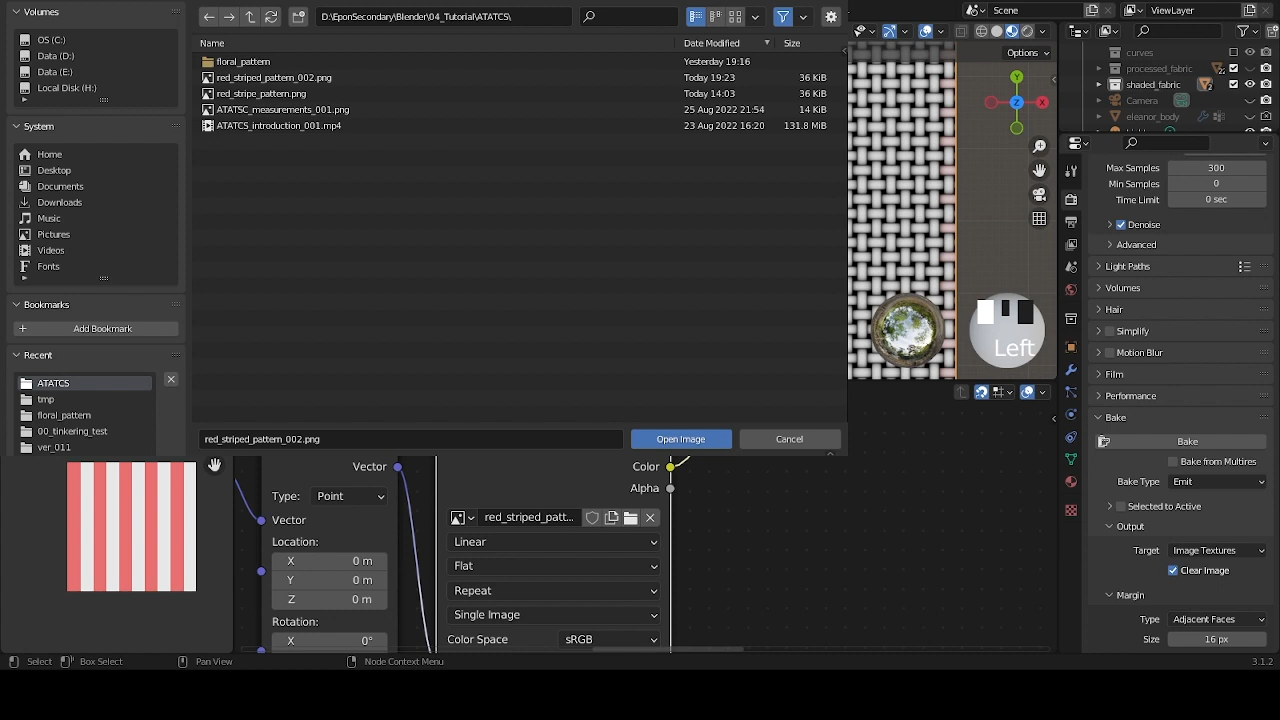 Volumes
OS (C:)
Data (D:)
Data (E:)
Local Disk (H:)
System
Home
Desktop
Documents
Downloads
Music
Pictures
Videos
Fonts
Bookmarks
Add Bookmark
Recent
ATATCS
tmp
floral_pattern
00_tinkering_test
ver_011
D:\EponSecondary\Blender\04_Tutorial\ATATCS\
Name Date Modified Size
floral_pattern Yesterday 19:16
red_striped_pattern_002.png Today 19:23 36 KiB
red_stripe_pattern.png Today 14:03 36 KiB
ATATSC_measurements_001.png 25 Aug 2022 21:54 14 KiB
ATATCS_introduction_001.mp4 23 Aug 2022 16:20 131.8 MiB
red_striped_pattern_002.png Open Image Cancel
Options
Y
Z X
Left
Scene ViewLayer
curves
processed_fabric 22
shaded_fabric 2
Camera
eleanor_body
Max Samples 300
Min Samples 0
Time Limit 0 sec
Denoise
Advanced
Light Paths
Volumes
Hair
Simplify
Motion Blur
Film
Performance
Bake
Bake
Bake from Multires
Bake Type Emit
Selected to Active
Output
Target Image Textures
Clear Image
Margin
Type Adjacent Faces
Size 16 px
Vector
Type: Point
Vector
Location:
X 0 m
Y 0 m
Z 0 m
Rotation:
X 0°
Color
Alpha
red_striped_patt...
Linear
Flat
Repeat
Single Image
Color Space sRGB
Select Box Select Pan View Node Context Menu 3.1.2